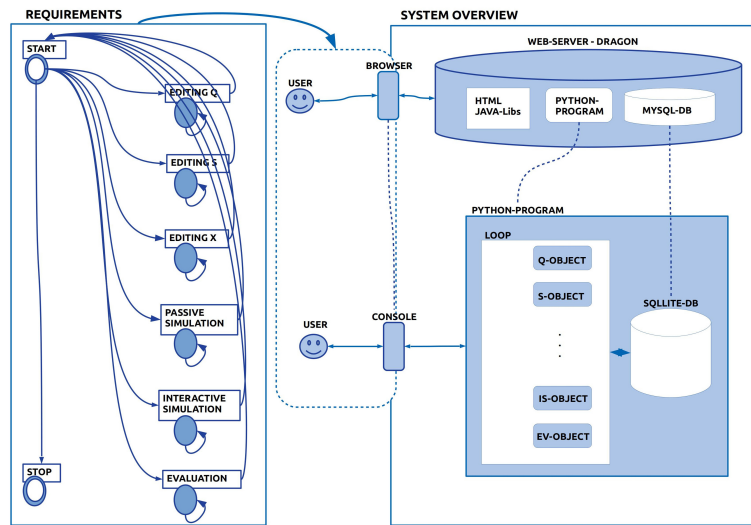 REQUIREMENTS
START
EDITING Q
EDITING S
EDITING X
PASSIVE
SIMULATION
INTERACTIVE
SIMULATION
STOP
EVALUATION
USER
BROWSER
USER
CONSOLE
SYSTEM OVERVIEW
WEB-SERVER - DRAGON
HTML
JAVA-Libs
PYTHON-
PROGRAM
MYSQL-DB
PYTHON-PROGRAM
LOOP
Q-OBJECT
S-OBJECT
IS-OBJECT
EV-OBJECT
SQLLITE-DB